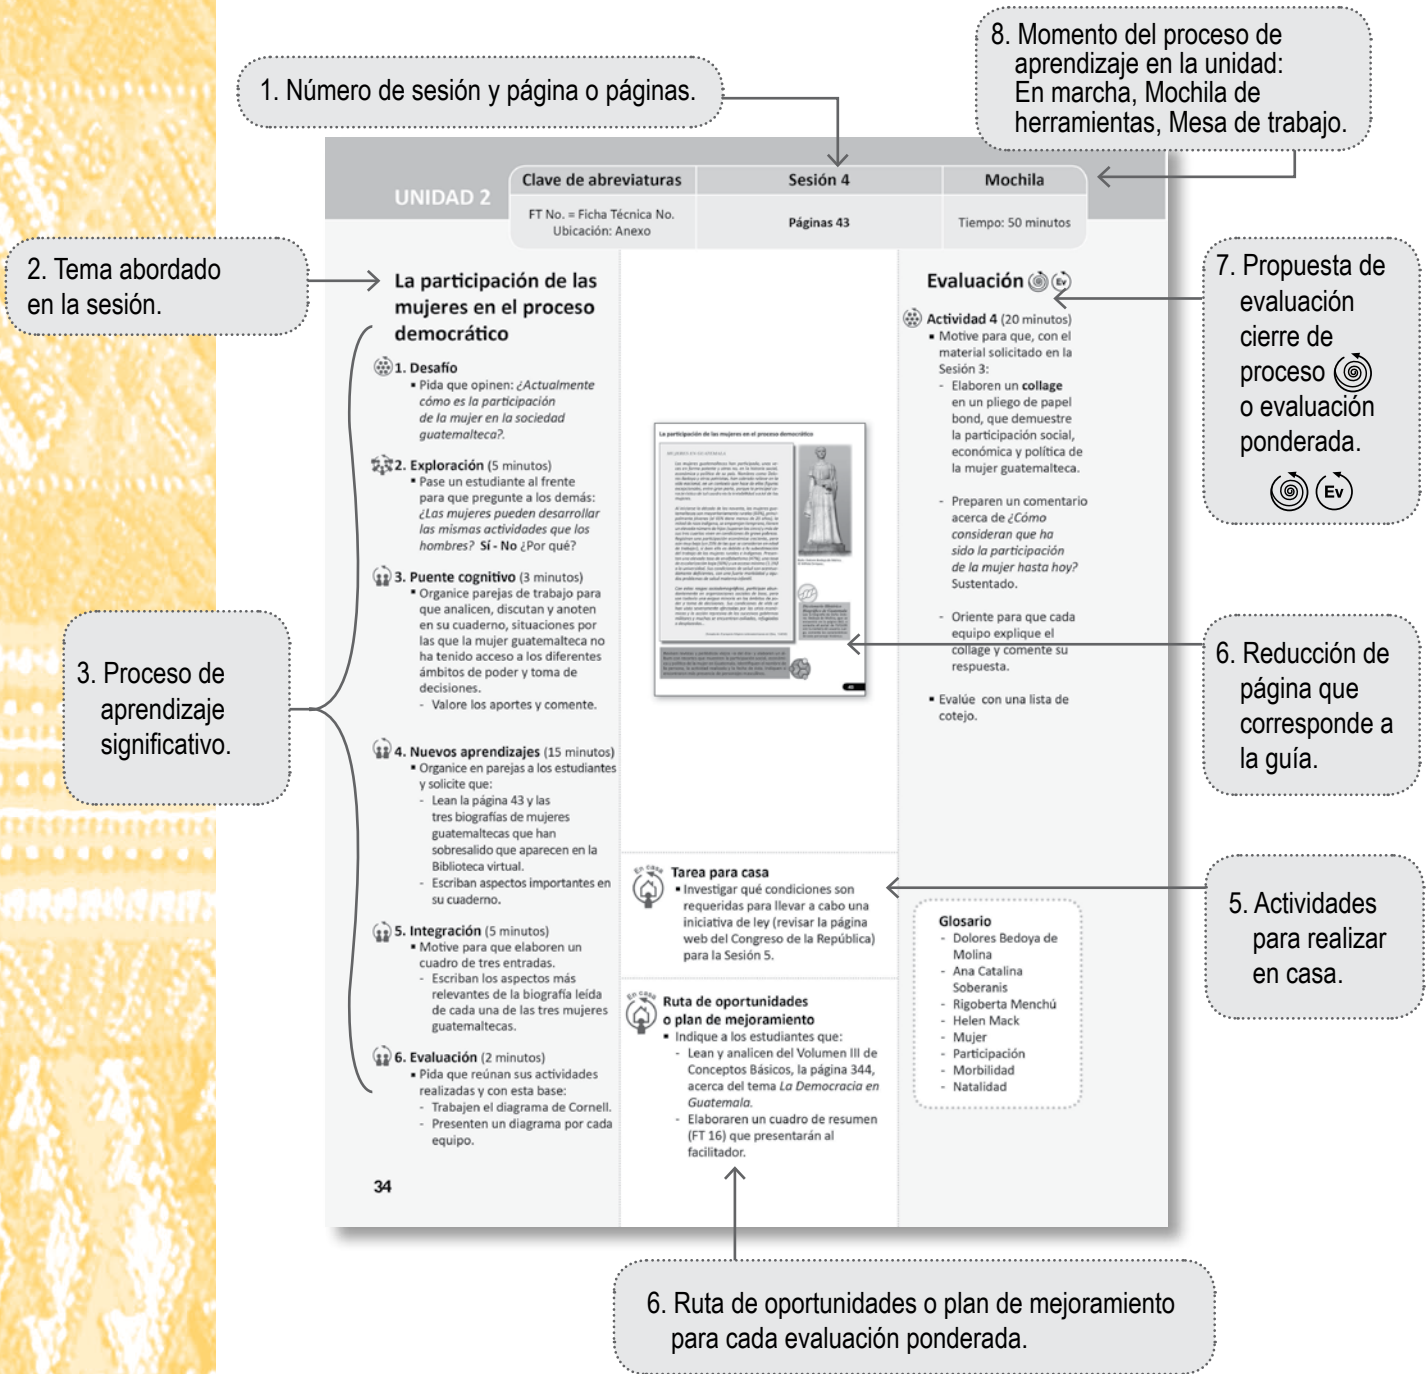 8. Momento del proceso de
aprendizaje en la unidad:
En marcha, Mochila de
herramientas, Mesa de trabajo.
1. Número de sesión y página o páginas.
UNIDAD 2
Clave de abreviaturas
Sesión 4
Mochila
FT No. = Ficha Técnica No.
Ubicación: Anexo
Páginas 43
Tiempo: 50 minutos
2. Tema abordado
en la sesión.
La participación de las
mujeres en el proceso
democrático
1. Desafío
▪ Pida que opinen: ¿Actualmente
cómo es la participación
de la mujer en la sociedad
guatemalteca?.
2. Exploración (5 minutos)
▪ Pase un estudiante al frente
para que pregunte a los demás:
¿Las mujeres pueden desarrollar
las mismas actividades que los
hombres? Sí - No ¿Por qué?
3. Puente cognitivo (3 minutos)
▪ Organice parejas de trabajo para
que analicen, discutan y anoten
en su cuaderno, situaciones por
las que la mujer guatemalteca no
ha tenido acceso a los diferentes
ámbitos de poder y toma de
decisiones.
- Valore los aportes y comente.
4. Nuevos aprendizajes (15 minutos)
▪ Organice en parejas a los estudiantes
y solicite que:
- Lean la página 43 y las
tres biografías de mujeres
guatemaltecas que han
sobresalido que aparecen en la
Biblioteca virtual.
- Escriban aspectos importantes en
su cuaderno.
5. Integración (5 minutos)
▪ Motive para que elaboren un
cuadro de tres entradas.
- Escriban los aspectos más
relevantes de la biografía leída
de cada una de las tres mujeres
guatemaltecas.
6. Evaluación (2 minutos)
▪ Pida que reúnan sus actividades
realizadas y con esta base:
- Trabajen el diagrama de Cornell.
- Presenten un diagrama por cada
equipo.
34
3. Proceso de
aprendizaje
significativo.
La participación de las mujeres en el proceso democrático
MUJERES EN GUATEMALA
43
En casa
Tarea para casa
▪ Investigar qué condiciones son
requeridas para llevar a cabo una
iniciativa de ley (revisar la página
web del Congreso de la República)
para la Sesión 5.
En casa
Ruta de oportunidades
o plan de mejoramiento
▪ Indique a los estudiantes que:
- Lean y analicen del Volumen III de
Conceptos Básicos, la página 344,
acerca del tema La Democracia en
Guatemala.
- Elaboraren un cuadro de resumen
(FT 16) que presentarán al
facilitador.
Evaluación Ev
Actividad 4 (20 minutos)
▪ Motive para que, con el
material solicitado en la
Sesión 3:
- Elaboren un collage
en un pliego de papel
bond, que demuestre
la participación social,
económica y política de
la mujer guatemalteca.
- Preparen un comentario
acerca de ¿Cómo
consideran que ha
sido la participación
de la mujer hasta hoy?
Sustentado.
- Oriente para que cada
equipo explique el
collage y comente su
respuesta.
▪ Evalúe con una lista de
cotejo.
Glosario
- Dolores Bedoya de
Molina
- Ana Catalina
Soberanis
- Rigoberta Menchú
- Helen Mack
- Mujer
- Participación
- Morbilidad
- Natalidad
7. Propuesta de
evaluación
cierre de
proceso
o evaluación
ponderada.
Ev
6. Reducción de
página que
corresponde a
la guía.
5. Actividades
para realizar
en casa.
6. Ruta de oportunidades o plan de mejoramiento
para cada evaluación ponderada.